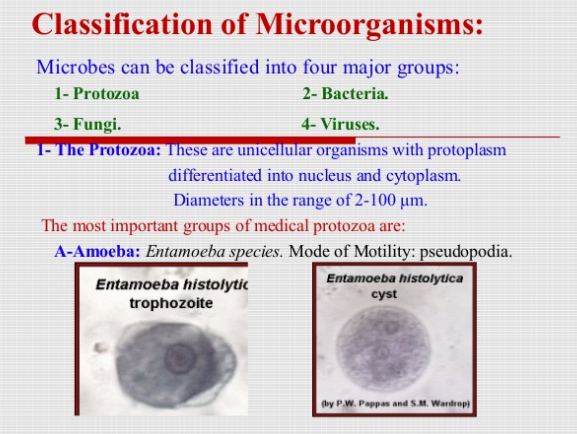 Classification of Microorganisms:
Microbes can be classified into four major groups:
1- Protozoa 2- Bacteria.
3- Fungi. 4- Viruses.
1- The Protozoa: These are unicellular organisms with protoplasm
differentiated into nucleus and cytoplasm.
Diameters in the range of 2-100 μm.
The most important groups of medical protozoa are:
A-Amoeba: Entamoeba species. Mode of Motility: pseudopodia.
Entamoeba histolytic
trophozoite
Entamoeba histolytica
cyst
(by P.W. Pappas and S.M. Wardrop)